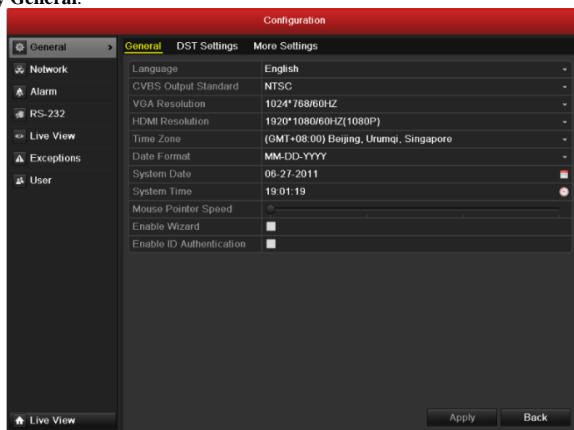 General.
Configuration
General
Network
Alarm
RS-232
Live View
Exceptions
User
General DST Settings More Settings
Language English
CVBS Output Standard NTSC
VGA Resolution 1024*768/60HZ
HDMI Resolution 1920*1080/60HZ(1080P)
Time Zone (GMT+08:00) Beijing, Urumqi, Singapore
Date Format MM-DD-YYYY
System Date 06-27-2011
System Time 19:01:19
Mouse Pointer Speed
Enable Wizard
Enable ID Authentication
Live View
Apply Back